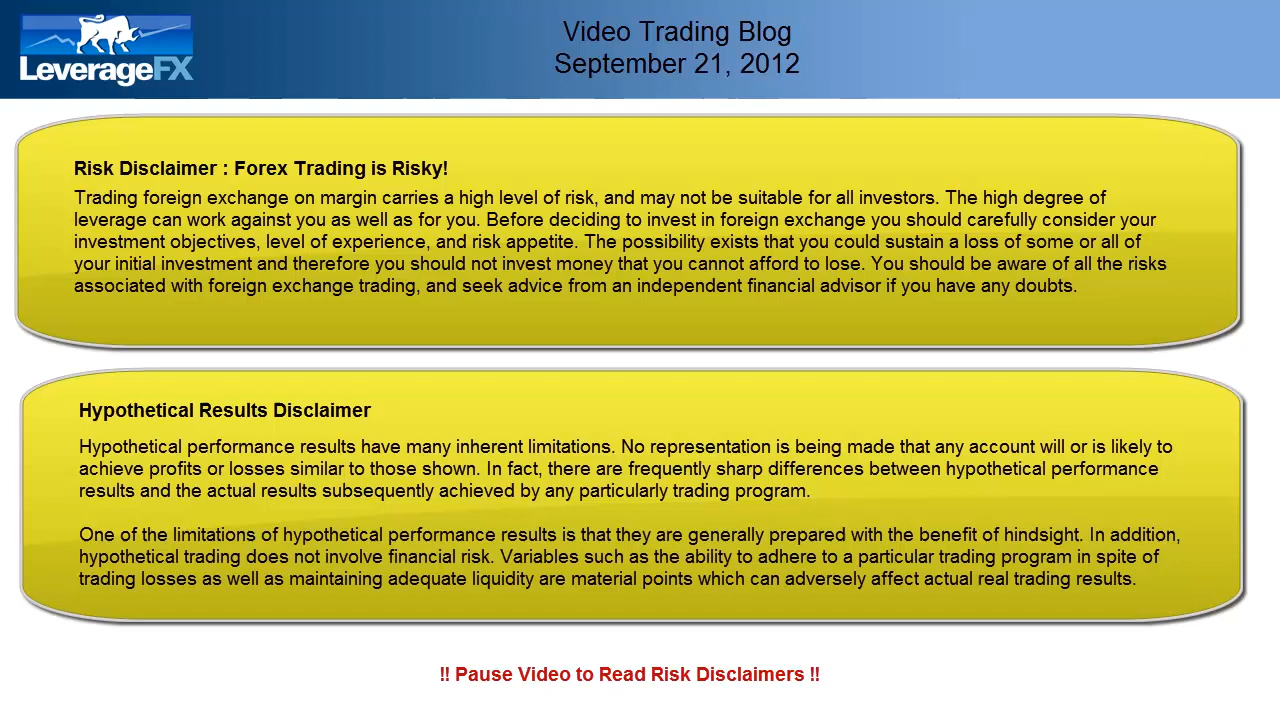 LeverageFX
Video Trading Blog
September 21, 2012
Risk Disclaimer : Forex Trading is Risky!
Trading foreign exchange on margin carries a high level of risk, and may not be suitable for all investors. The high degree of
leverage can work against you as well as for you. Before deciding to invest in foreign exchange you should carefully consider your
investment objectives, level of experience, and risk appetite. The possibility exists that you could sustain a loss of some or all of
your initial investment and therefore you should not invest money that you cannot afford to lose. You should be aware of all the risks
associated with foreign exchange trading, and seek advice from an independent financial advisor if you have any doubts.
Hypothetical Results Disclaimer
Hypothetical performance results have many inherent limitations. No representation is being made that any account will or is likely to
achieve profits or losses similar to those shown. In fact, there are frequently sharp differences between hypothetical performance
results and the actual results subsequently achieved by any particularly trading program.
One of the limitations of hypothetical performance results is that they are generally prepared with the benefit of hindsight. In addition,
hypothetical trading does not involve financial risk. Variables such as the ability to adhere to a particular trading program in spite of
trading losses as well as maintaining adequate liquidity are material points which can adversely affect actual real trading results.
!! Pause Video to Read Risk Disclaimers !!